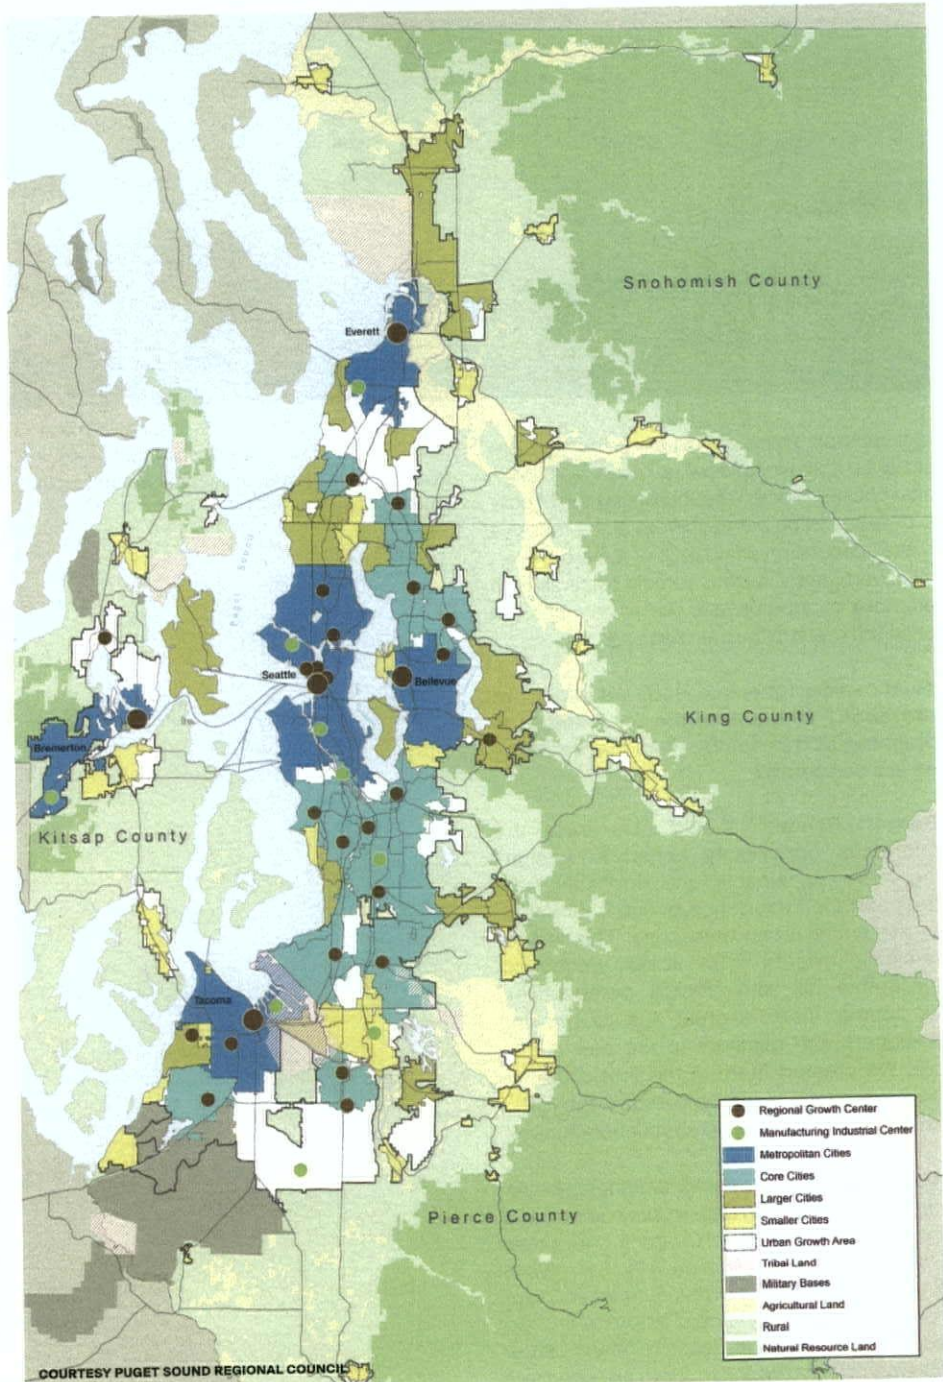 Snohomish County
Everett
Puget Sound
Seattle
Bellevue
King County
Bremerton
Kitsap County
Tacoma
Regional Growth Center
Manufacturing Industrial Center
Metropolitan Cities
Core Cities
Larger Cities
Smaller Cities
Urban Growth Area
Tribal Land
Military Bases
Agricultural Land
Rural
Natural Resource Land
Pierce County
COURTESY PUGET SOUND REGIONAL COUNCIL